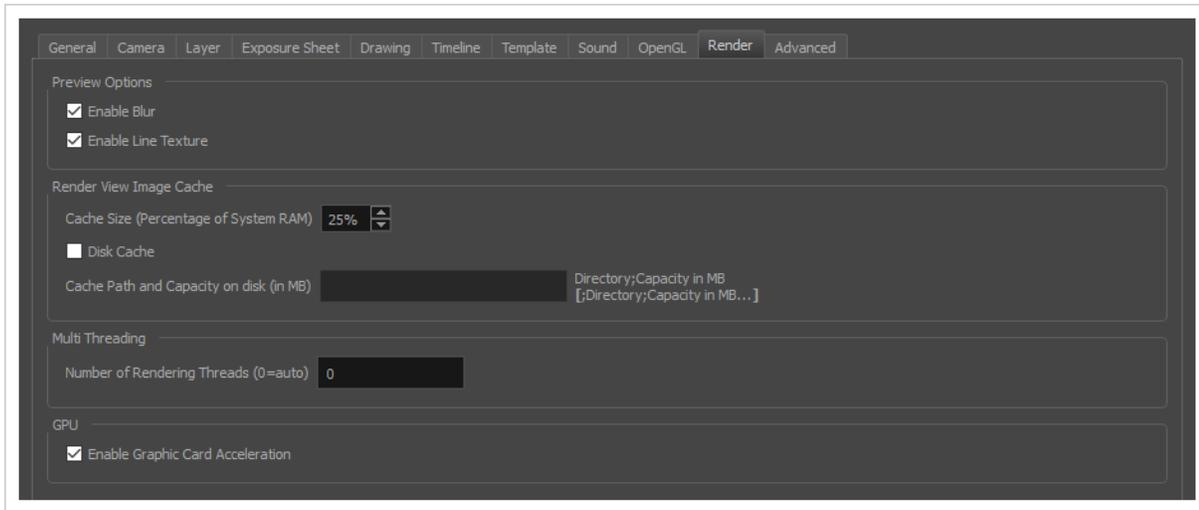 General Camera Layer Exposure Sheet Drawing Timeline Template Sound OpenGL Render Advanced
Preview Options
Enable Blur
Enable Line Texture
Render View Image Cache
Cache Size (Percentage of System RAM) 25%
Disk Cache
Cache Path and Capacity on disk (in MB) Directory;Capacity in MB
[;Directory;Capacity in MB...]
Multi Threading
Number of Rendering Threads (0=auto) 0
GPU
Enable Graphic Card Acceleration